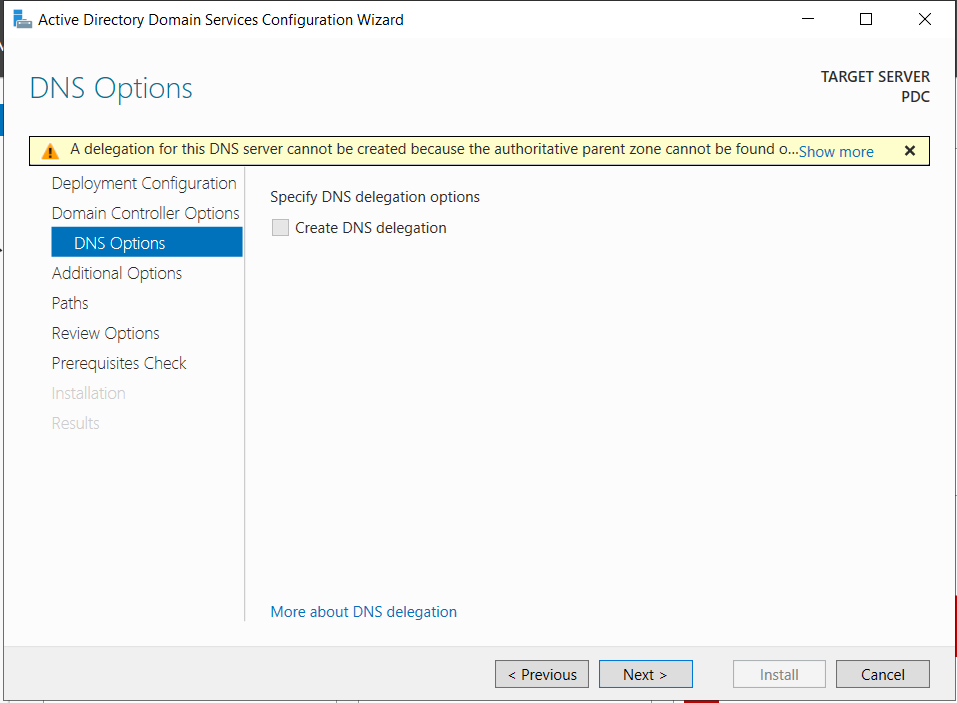 Active Directory Domain Services Configuration Wizard
DNS Options
TARGET SERVER
PDC
A delegation for this DNS server cannot be created because the authoritative parent zone cannot be found o...Show more
Deployment Configuration
Domain Controller Options
DNS Options
Additional Options
Paths
Review Options
Prerequisites Check
Installation
Results
Specify DNS delegation options
Create DNS delegation
More about DNS delegation
< Previous
Next >
Install
Cancel